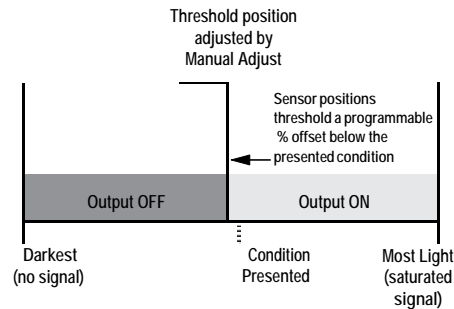 Threshold position
adjusted by
Manual Adjust
Sensor positions
threshold a programmable
% offset below the
presented condition
Output OFF
Output ON
Darkest
(no signal)
Condition
Presented
Most Light
(saturated
signal)